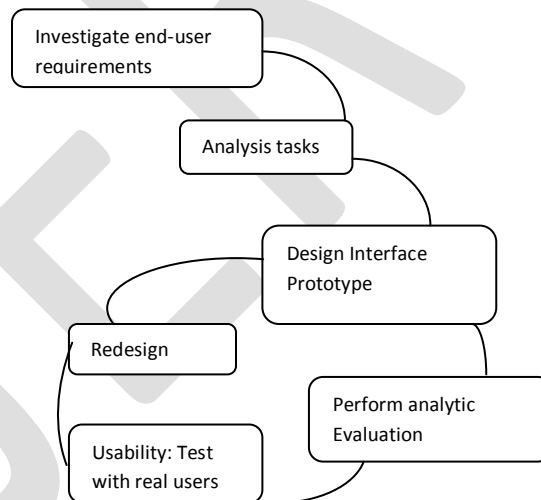 Investigate end-user
requirements
Analysis tasks
Design Interface
Prototype
Redesign
Perform analytic
Evaluation
Usability: Test
with real users